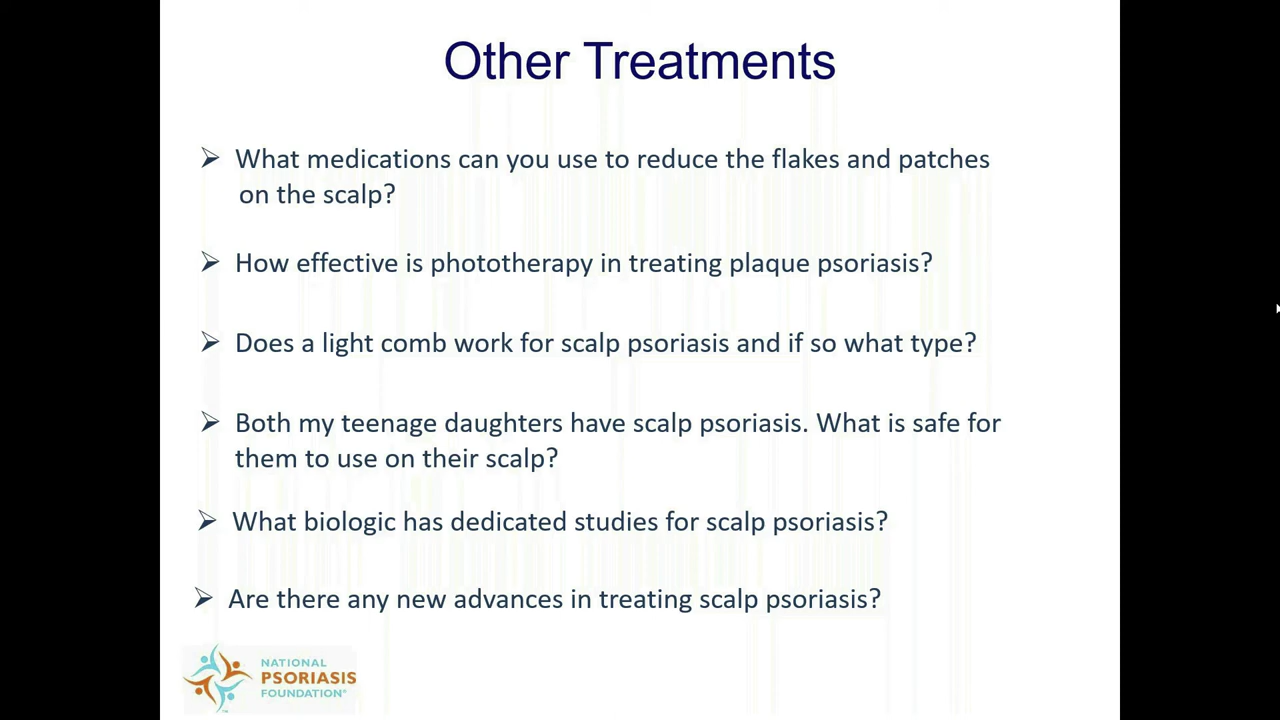 Other Treatments
What medications can you use to reduce the flakes and patches
on the scalp?
How effective is phototherapy in treating plaque psoriasis?
Does a light comb work for scalp psoriasis and if so what type?
Both my teenage daughters have scalp psoriasis. What is safe for
them to use on their scalp?
What biologic has dedicated studies for scalp psoriasis?
Are there any new advances in treating scalp psoriasis?
NATIONAL
PSORIASIS
FOUNDATION®